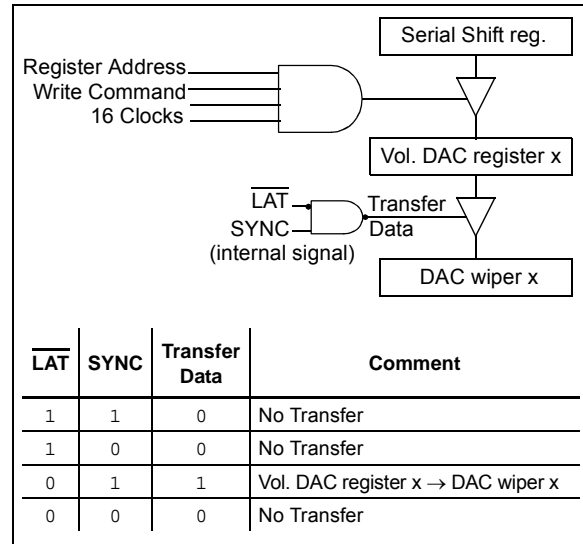 Serial Shift reg.
Register Address
Write Command
16 Clocks
Vol. DAC register x
L̅A̅T̅ Transfer
SYNC Data
(internal signal)
DAC wiper x
L̅A̅T̅ SYNC Transfer Data Comment
1 1 0 No Transfer
1 0 0 No Transfer
0 1 1 Vol. DAC register x → DAC wiper x
0 0 0 No Transfer